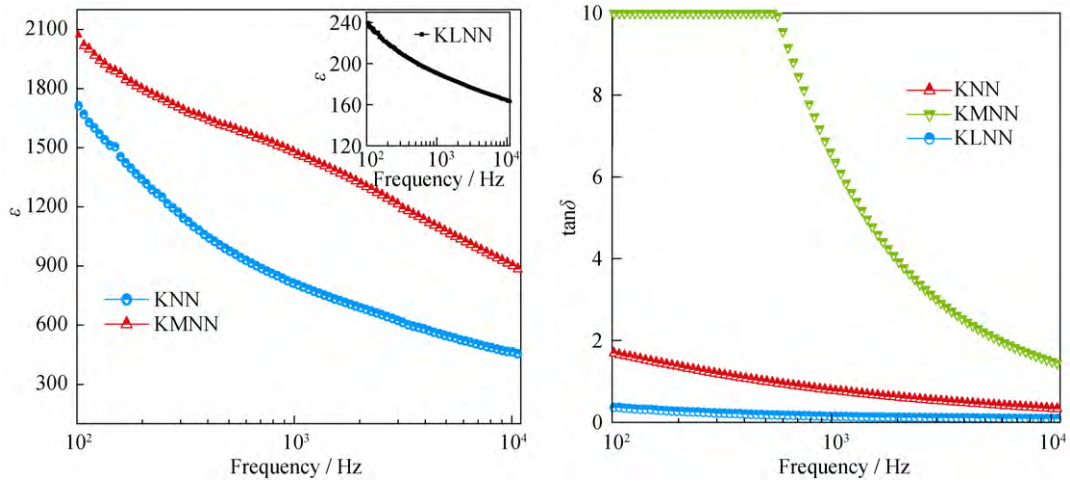 2100
1800
1500
1200
900
600
300
ε
KNN
KMNN
10²
10³
10⁴
Frequency / Hz
240
200
160
120
ε
KLNN
10²
10³
10⁴
Frequency / Hz
10
8
6
4
2
0
tanδ
KNN
KMNN
KLNN
10²
10³
10⁴
Frequency / Hz